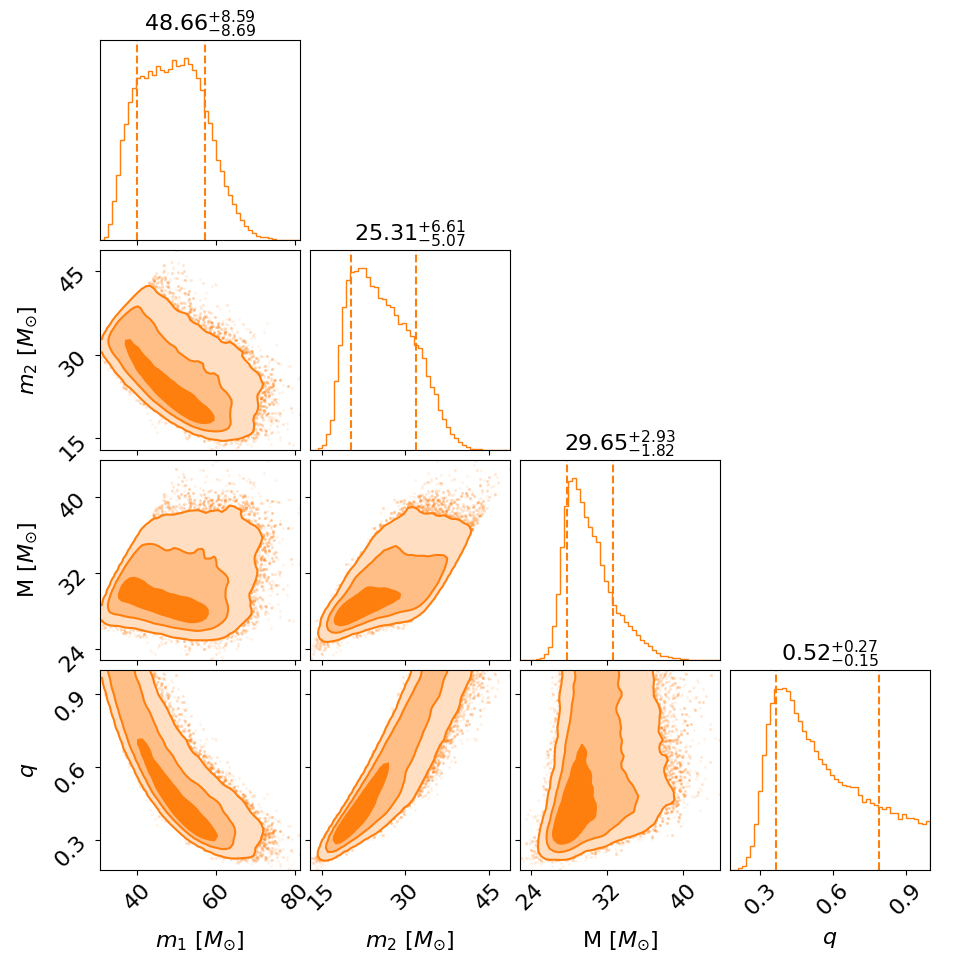 48.66^{+8.59}_{-8.69}
25.31^{+6.61}_{-5.07}
45
30
15
m_2 [M_⊙]
29.65^{+2.93}_{-1.82}
40
32
24
M [M_⊙]
0.52^{+0.27}_{-0.15}
0.9
0.6
0.3
q
40 60 80 15 30 45 24 32 40 0.3 0.6 0.9
m_1 [M_⊙] m_2 [M_⊙] M [M_⊙] q